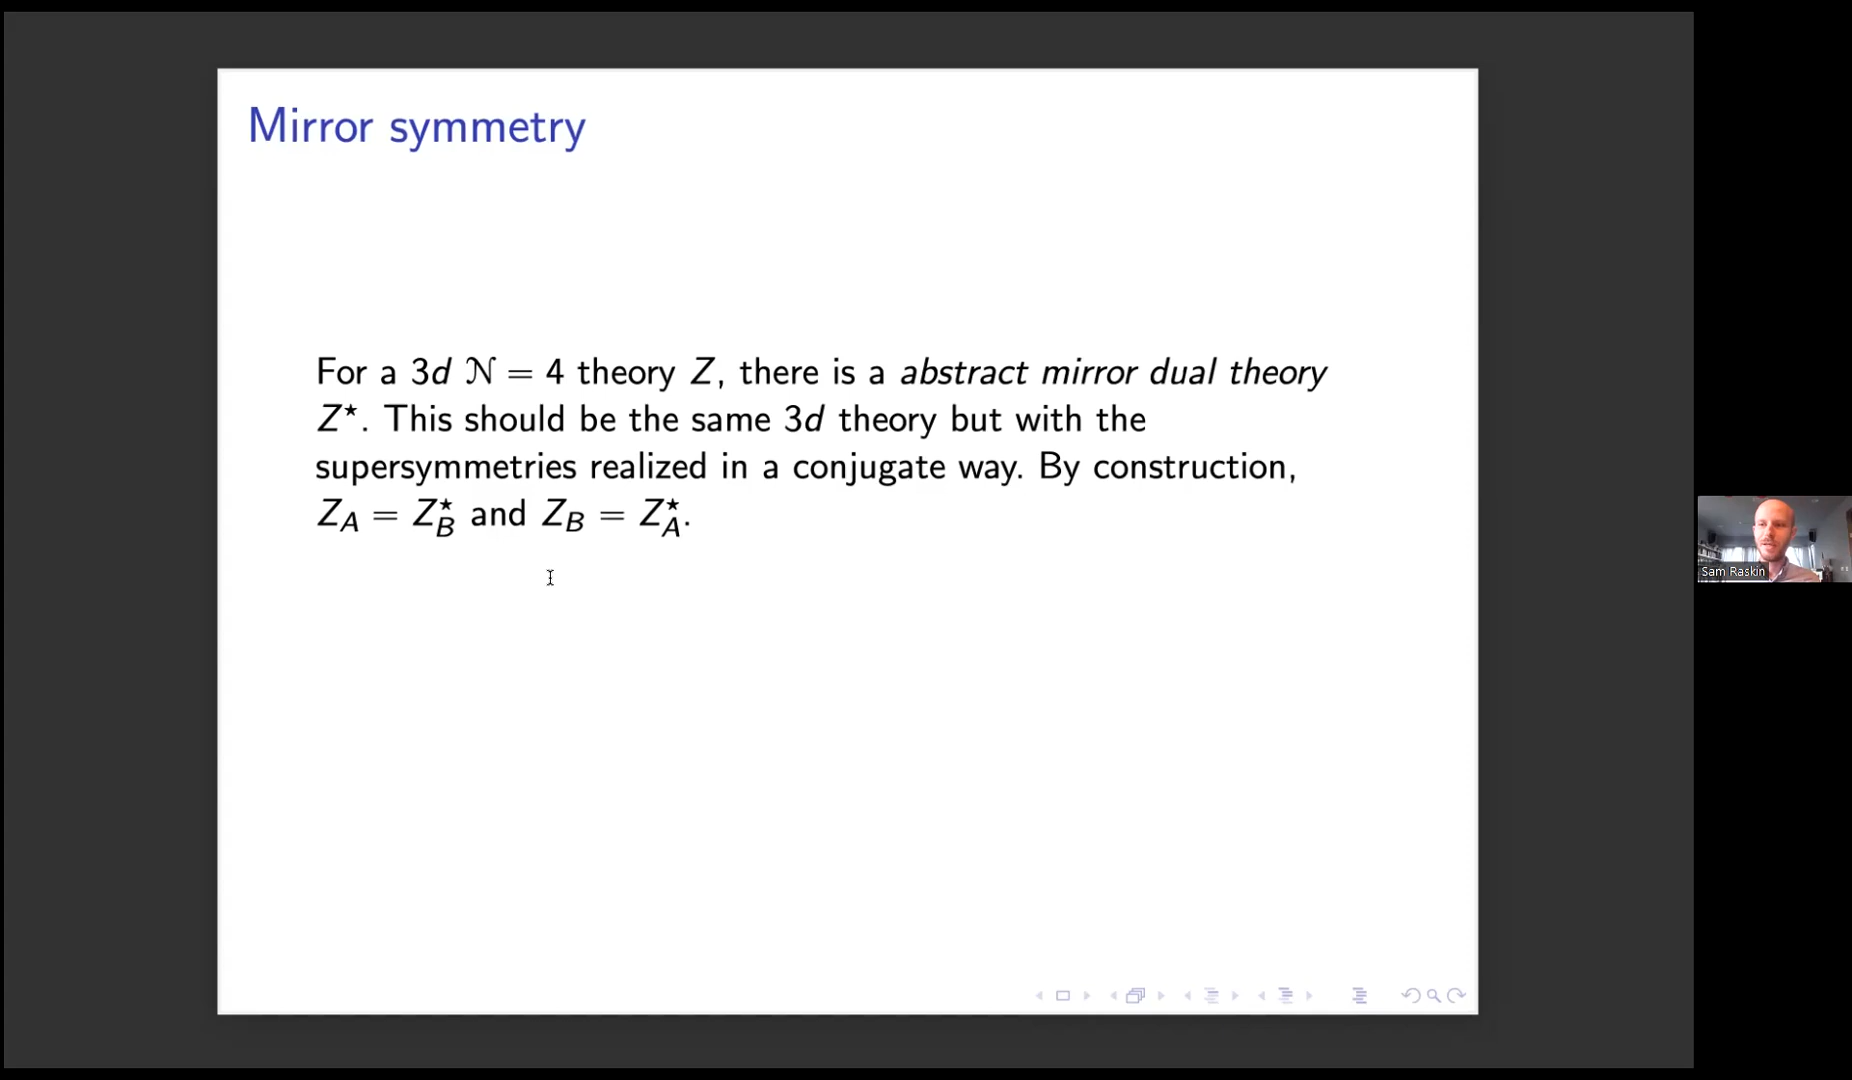 Mirror symmetry
For a 3d 𝒩 = 4 theory Z, there is a abstract mirror dual theory
Z★. This should be the same 3d theory but with the
supersymmetries realized in a conjugate way. By construction,
Z_A = Z★_B and Z_B = Z★_A.
Sam Raskin